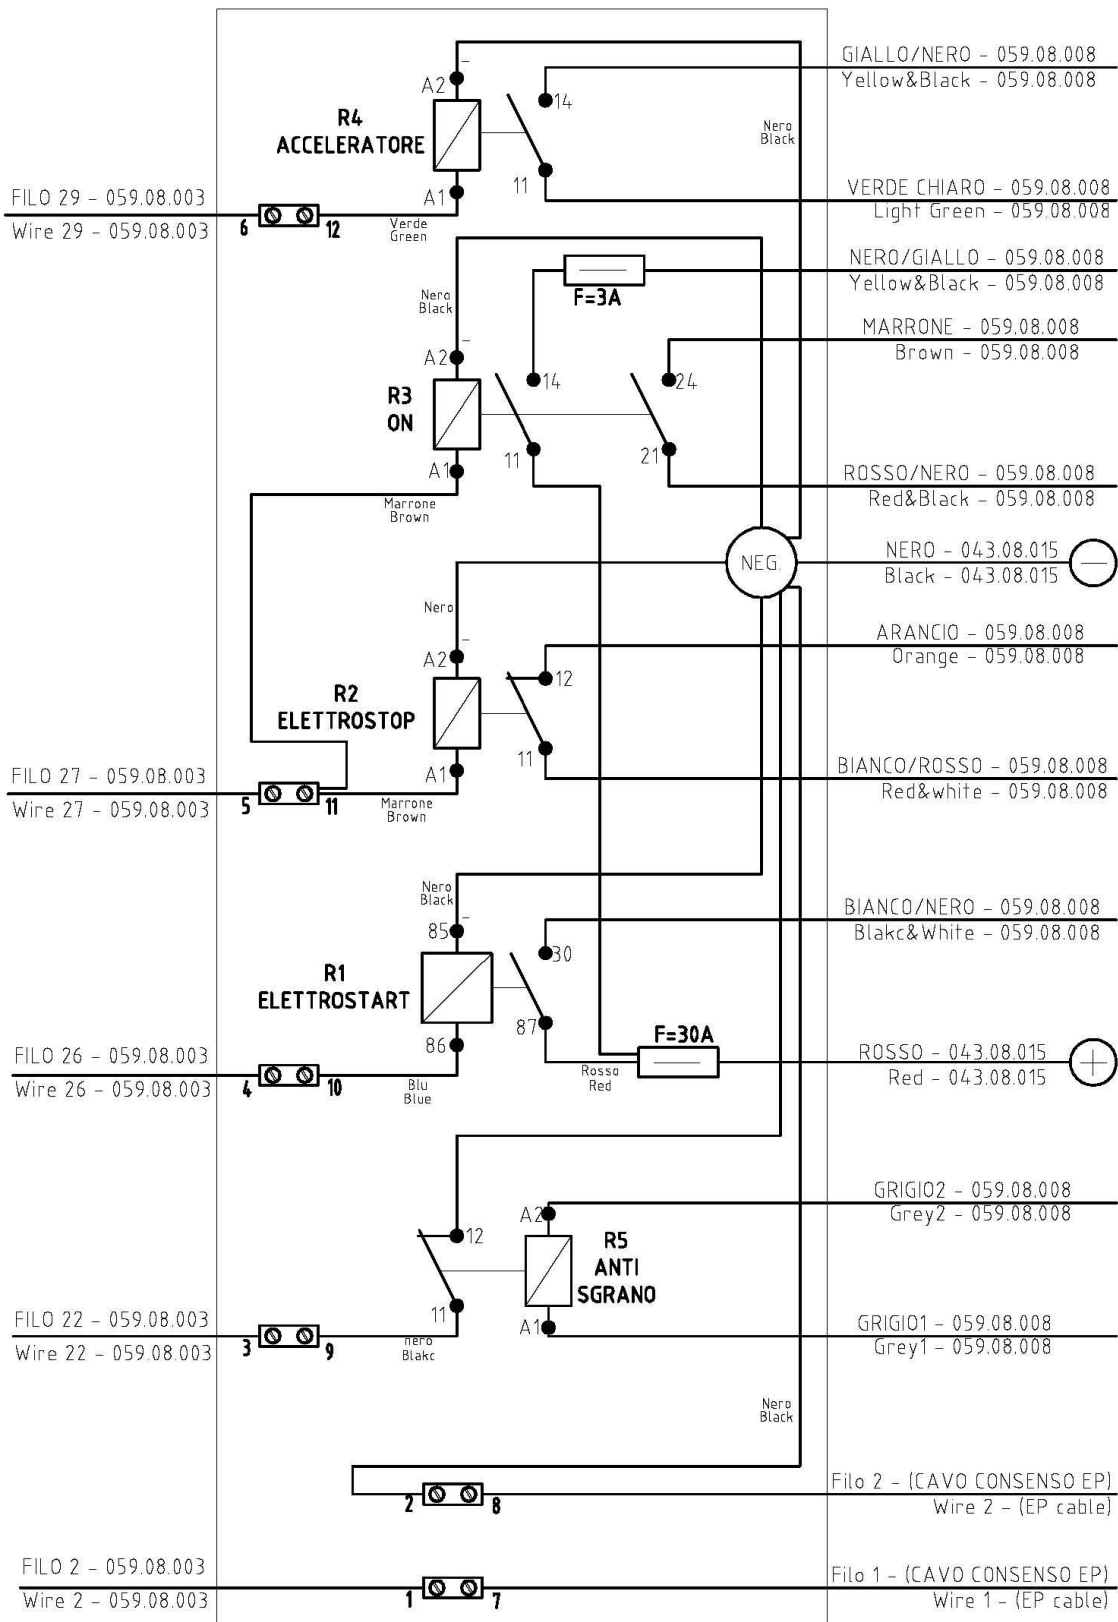 GIALLO/NERO - 059.08.008
Yellow&Black - 059.08.008
-
A2
14
R4
ACCELERATORE
Nero
Black
11
A1
VERDE CHIARO - 059.08.008
Light Green - 059.08.008
FILO 29 - 059.08.003
Wire 29 - 059.08.003
6
12
Verde
Green
NERO/GIALLO - 059.08.008
Yellow&Black - 059.08.008
F=3A
Nero
Black
MARRONE - 059.08.008
Brown - 059.08.008
-
A2
14
24
R3
ON
11
21
A1
ROSSO/NERO - 059.08.008
Red&Black - 059.08.008
Marrone
Brown
NEG.
NERO - 043.08.015
Black - 043.08.015
-
Nero
ARANCIO - 059.08.008
Orange - 059.08.008
-
A2
12
R2
ELETTROSTOP
11
A1
BIANCO/ROSSO - 059.08.008
Red&white - 059.08.008
FILO 27 - 059.08.003
Wire 27 - 059.08.003
5
11
Marrone
Brown
Nero
Black
BIANCO/NERO - 059.08.008
Blakc&White - 059.08.008
-
85
30
R1
ELETTROSTART
87
86
F=30A
ROSSO - 043.08.015
Red - 043.08.015
+
Rosso
Red
FILO 26 - 059.08.003
Wire 26 - 059.08.003
4
10
Blu
Blue
GRIGIO2 - 059.08.008
Grey2 - 059.08.008
A2
12
R5
ANTI
SGRANO
11
A1
GRIGIO1 - 059.08.008
Grey1 - 059.08.008
FILO 22 - 059.08.003
Wire 22 - 059.08.003
3
9
nero
Blakc
Nero
Black
2
8
Filo 2 - (CAVO CONSENSO EP)
Wire 2 - (EP cable)
FILO 2 - 059.08.003
Wire 2 - 059.08.003
1
7
Filo 1 - (CAVO CONSENSO EP)
Wire 1 - (EP cable)